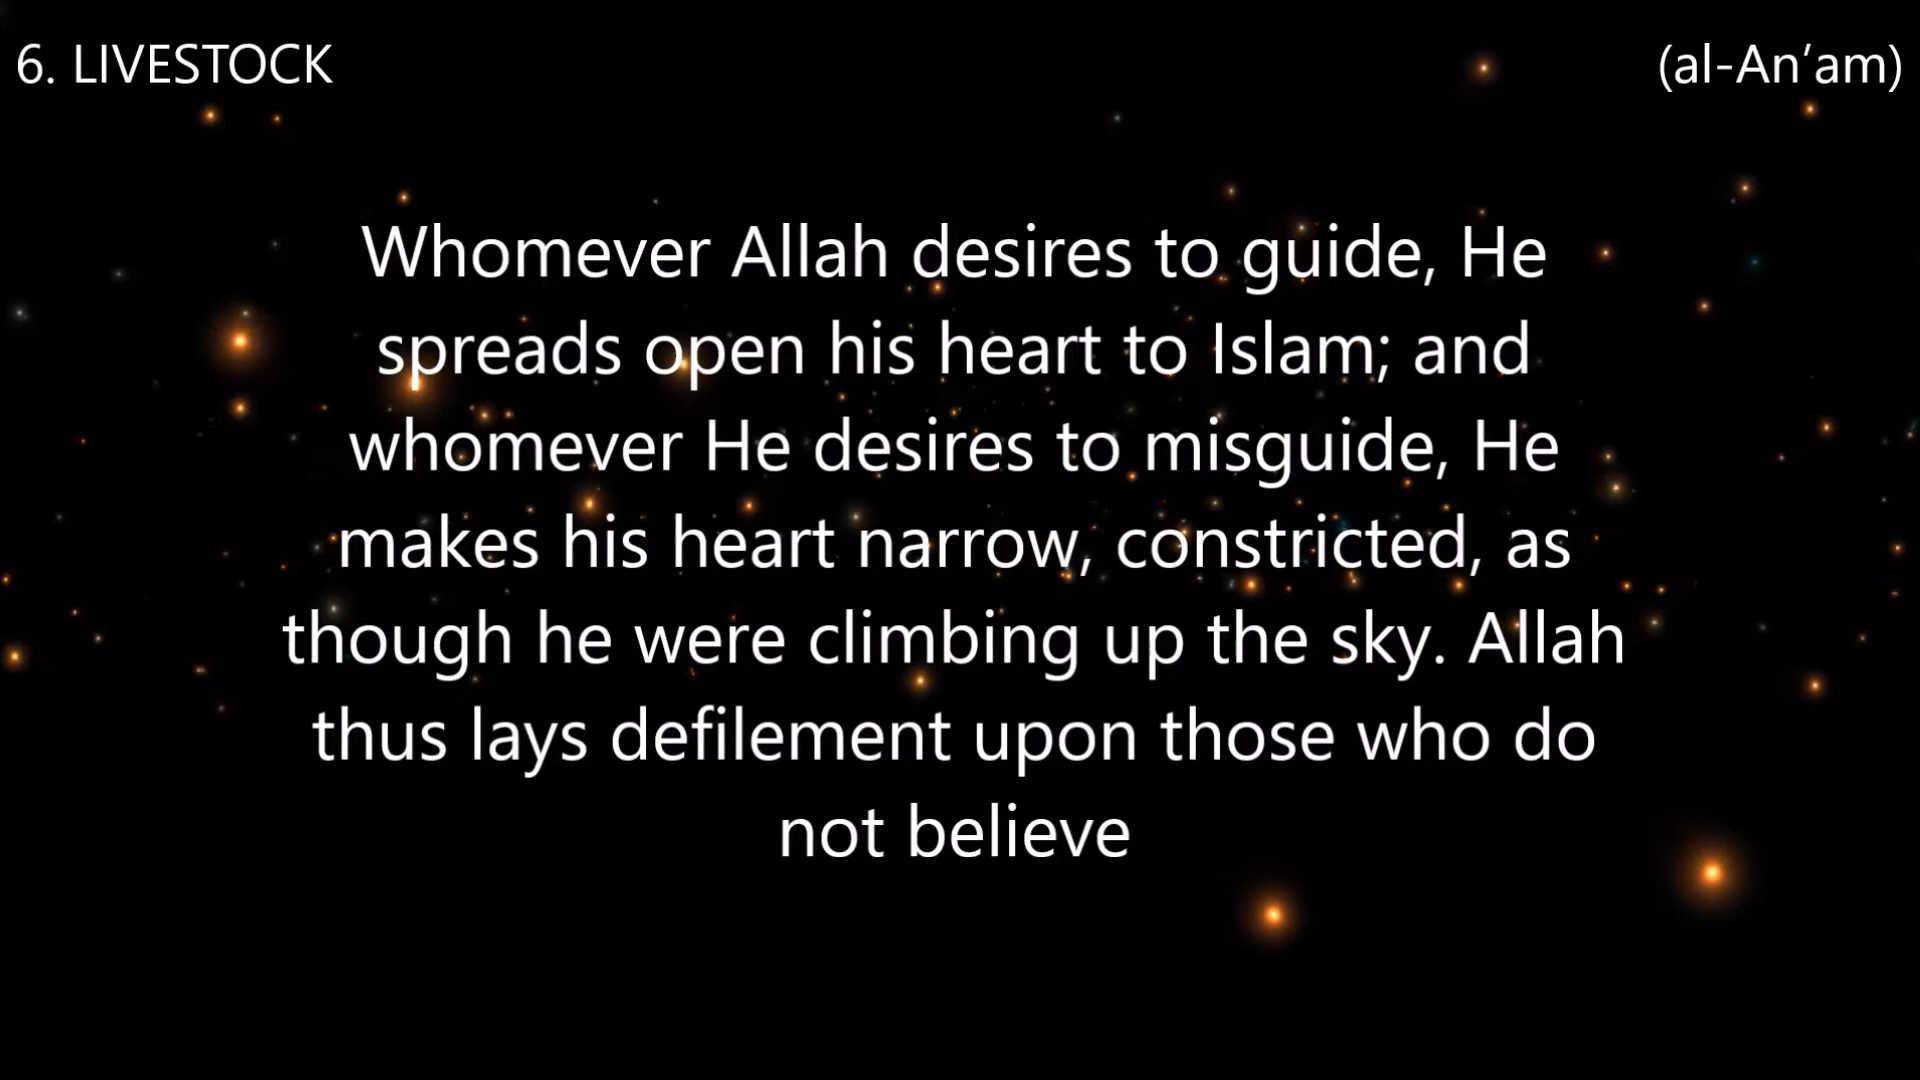 6. LIVESTOCK
(al-An’am)
Whomever Allah desires to guide, He
spreads open his heart to Islam; and
whomever He desires to misguide, He
makes his heart narrow, constricted, as
though he were climbing up the sky. Allah
thus lays defilement upon those who do
not believe